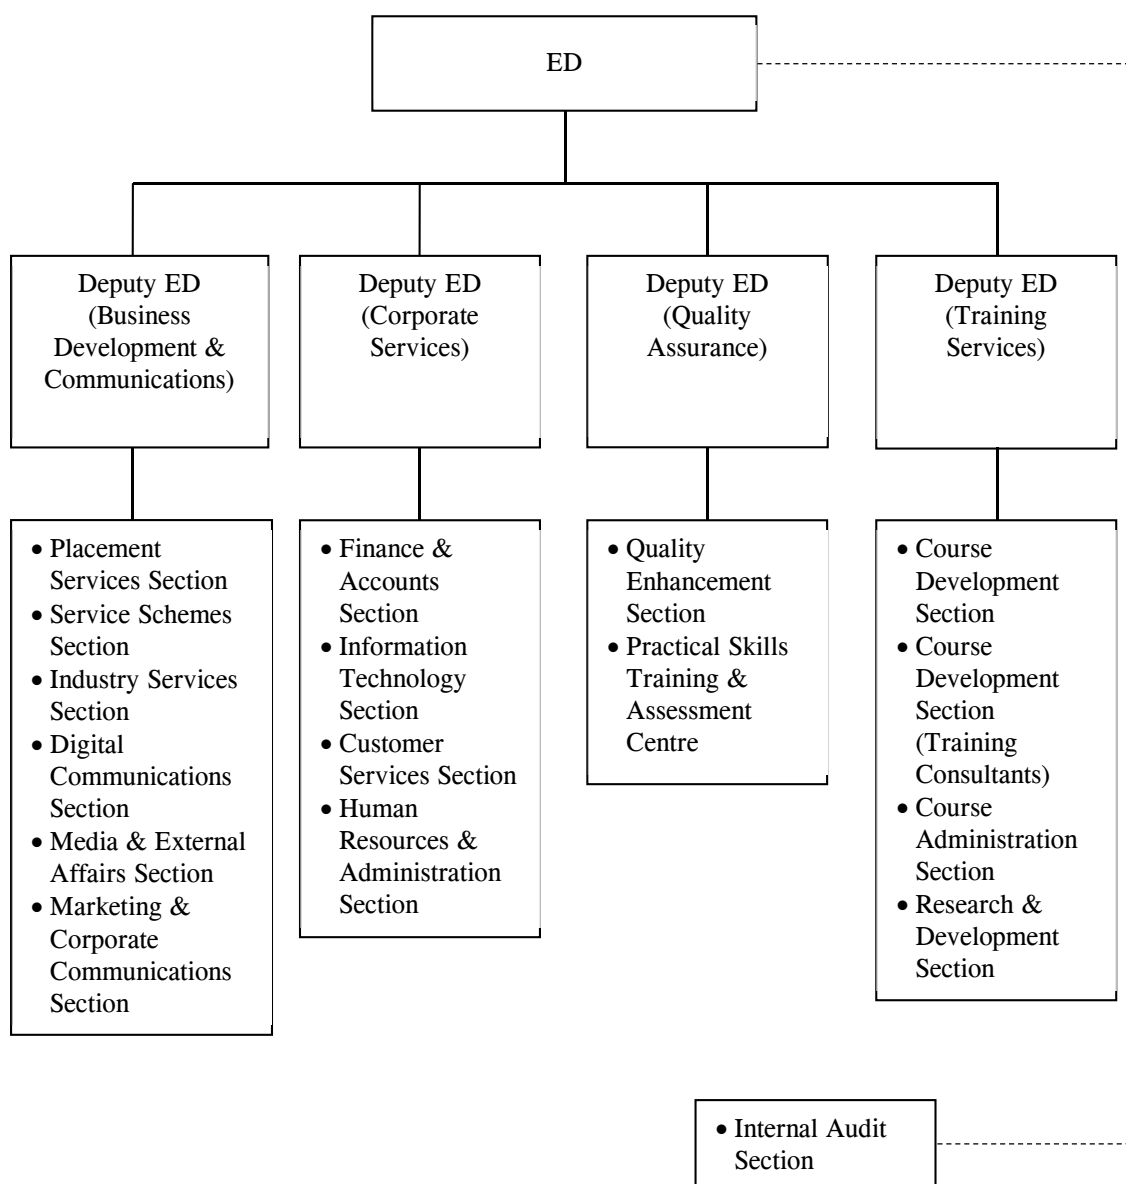 ED
Deputy ED
(Business
Development &
Communications)
Deputy ED
(Corporate
Services)
Deputy ED
(Quality
Assurance)
Deputy ED
(Training
Services)
• Placement
Services Section
• Service Schemes
Section
• Industry Services
Section
• Digital
Communications
Section
• Media & External
Affairs Section
• Marketing &
Corporate
Communications
Section
• Finance &
Accounts
Section
• Information
Technology
Section
• Customer
Services Section
• Human
Resources &
Administration
Section
• Quality
Enhancement
Section
• Practical Skills
Training &
Assessment
Centre
• Course
Development
Section
• Course
Development
Section
(Training
Consultants)
• Course
Administration
Section
• Research &
Development
Section
• Internal Audit
Section